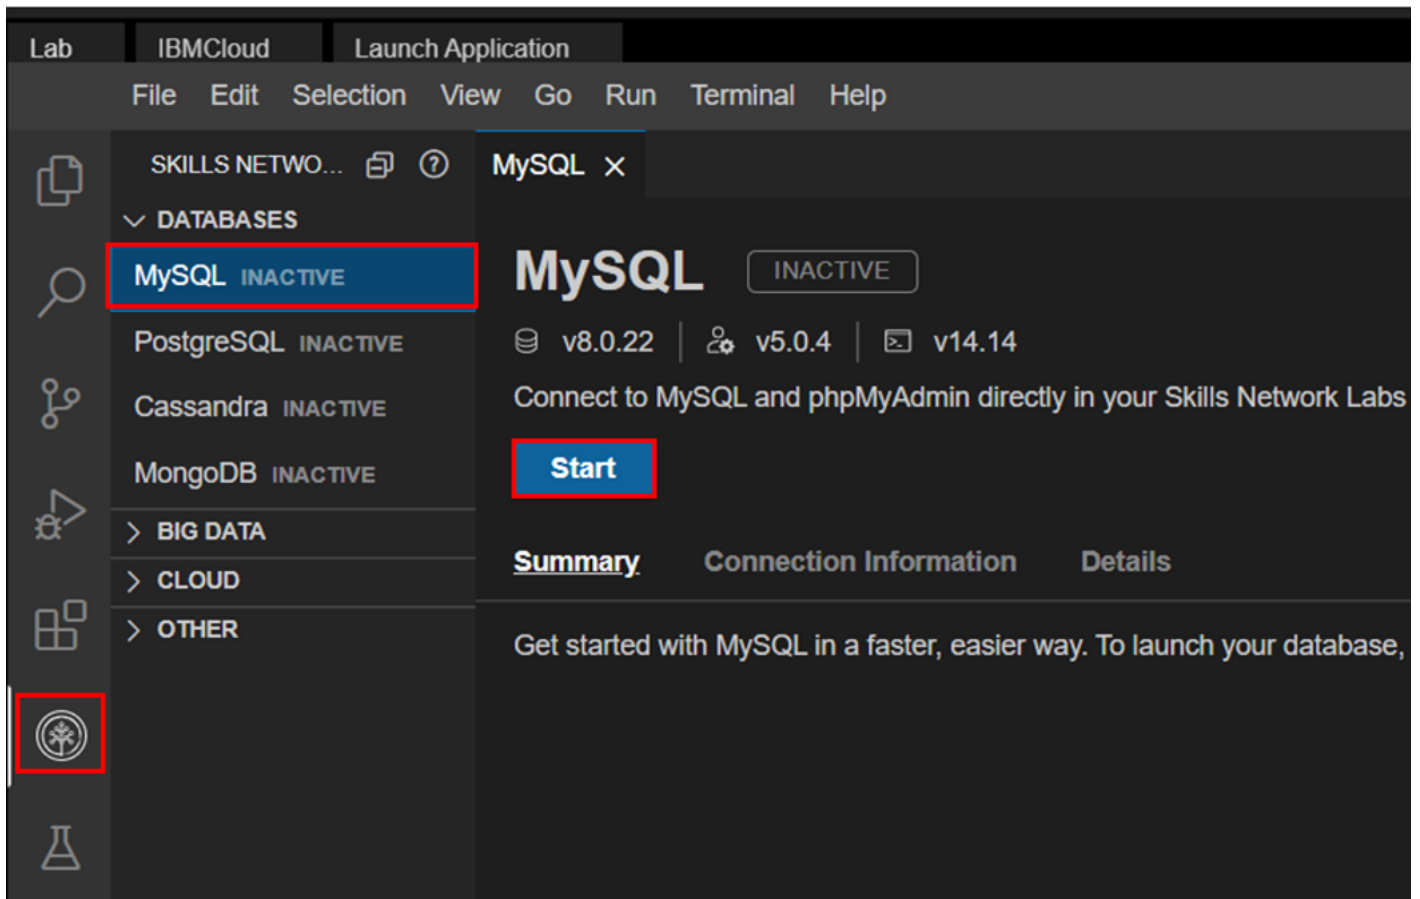 Lab IBMCloud Launch Application
File Edit Selection View Go Run Terminal Help
SKILLS NETWO...
DATABASES
MySQL INACTIVE
PostgreSQL INACTIVE
Cassandra INACTIVE
MongoDB INACTIVE
BIG DATA
CLOUD
OTHER
MySQL
MySQL INACTIVE
v8.0.22 v5.0.4 v14.14
Connect to MySQL and phpMyAdmin directly in your Skills Network Labs
Start
Summary Connection Information Details
Get started with MySQL in a faster, easier way. To launch your database,